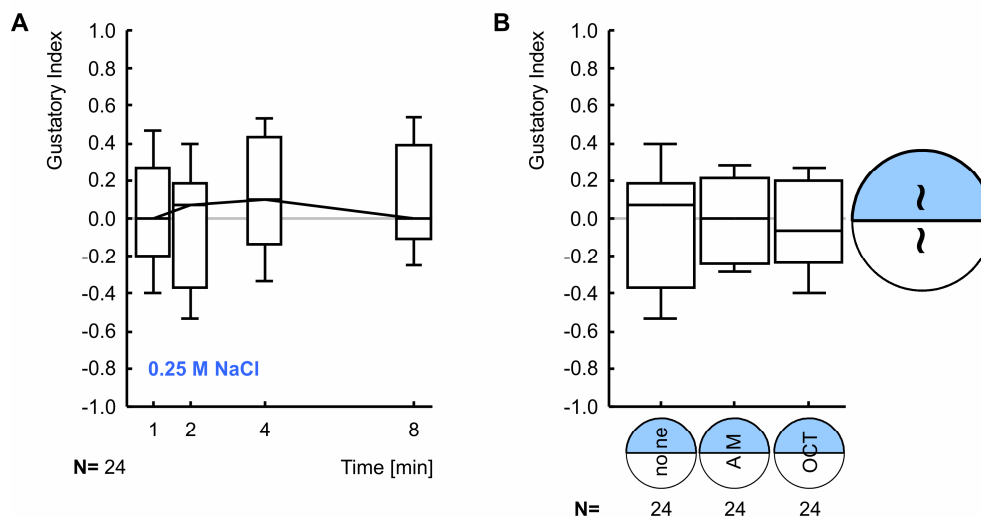 A
Gustatory Index
1.0
0.8
0.6
0.4
0.2
0.0
-0.2
-0.4
-0.6
-0.8
-1.0
0.25 M NaCl
1 2 4 8
N= 24 Time [min]
B
Gustatory Index
1.0
0.8
0.6
0.4
0.2
0.0
-0.2
-0.4
-0.6
-0.8
-1.0
none AM OCT
N= 24 24 24